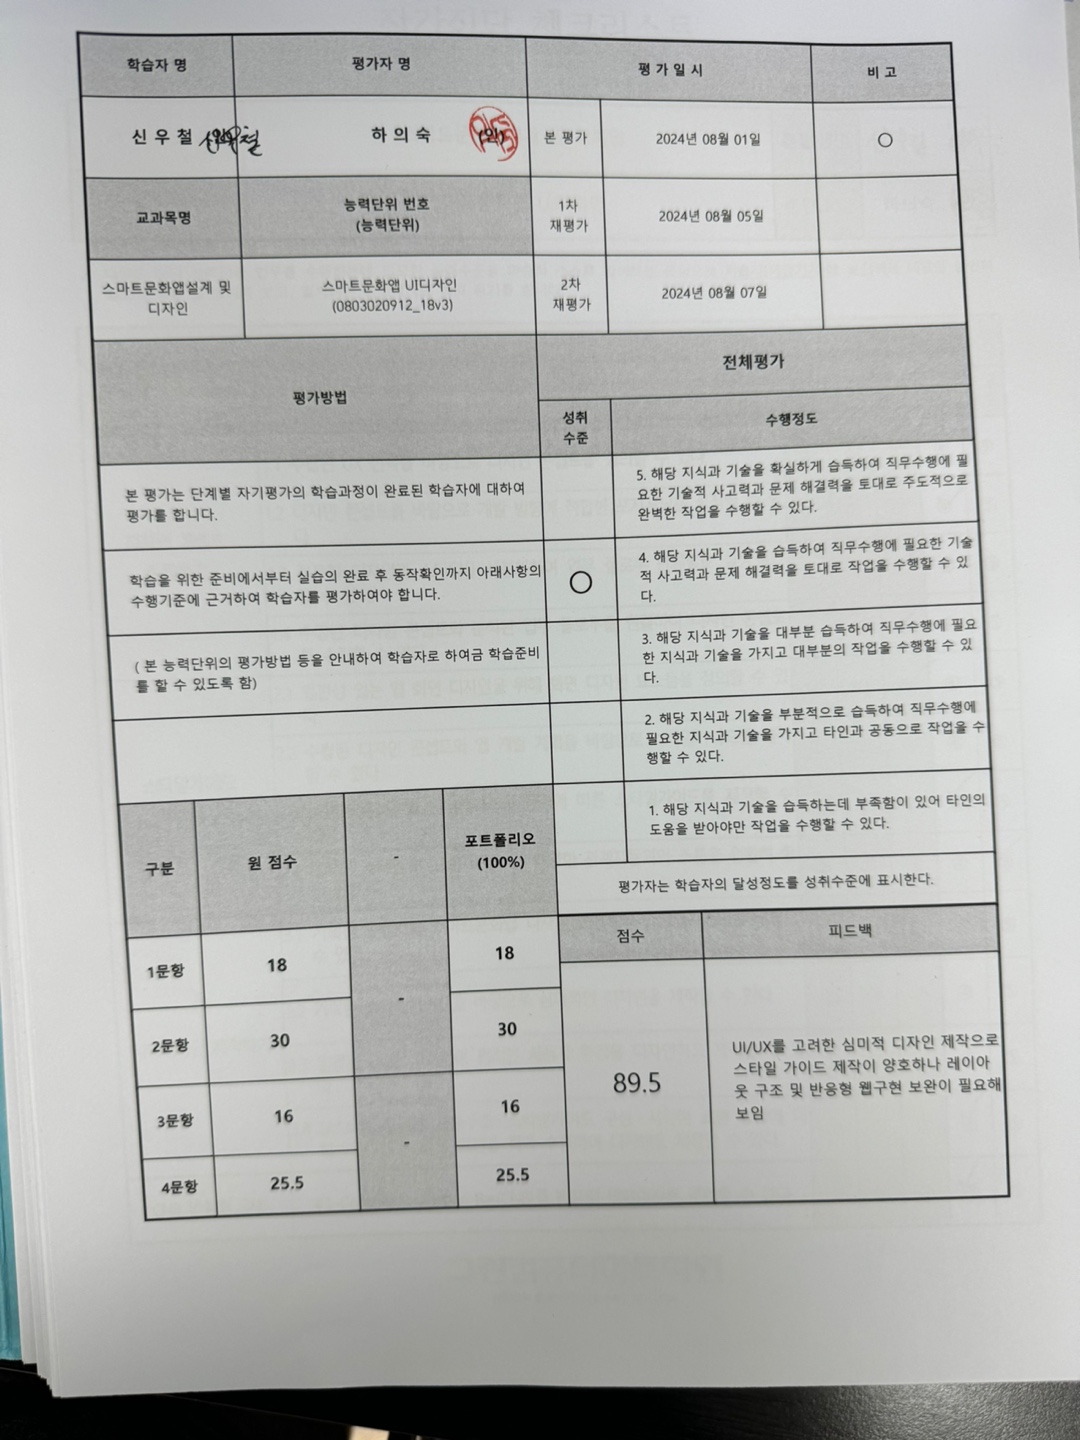 학습자 명 평가자 명 평 가 일 시 비 고
신 우 철 하 의 숙 (인) 본 평가 2024년 08월 01일 ○
교과목명 능력단위 번호 (능력단위) 1차 재평가 2024년 08월 05일
스마트문화앱설계 및 디자인 스마트문화앱 UI디자인 (0803020912_18v3) 2차 재평가 2024년 08월 07일
평가방법 전체평가
성취 수준 수행정도
본 평가는 단계별 자기평가의 학습과정이 완료된 학습자에 대하여
평가를 합니다.
5. 해당 지식과 기술을 확실하게 습득하여 직무수행에 필
요한 기술적 사고력과 문제 해결력을 토대로 주도적으로
완벽한 작업을 수행할 수 있다.
학습을 위한 준비에서부터 실습의 완료 후 동작확인까지 아래사항의
수행기준에 근거하여 학습자를 평가하여야 합니다.
○
4. 해당 지식과 기술을 습득하여 직무수행에 필요한 기술
적 사고력과 문제 해결력을 토대로 작업을 수행할 수 있
다.
( 본 능력단위의 평가방법 등을 안내하여 학습자로 하여금 학습준비
를 할 수 있도록 함)
3. 해당 지식과 기술을 대부분 습득하여 직무수행에 필요
한 지식과 기술을 가지고 대부분의 작업을 수행할 수 있
다.
2. 해당 지식과 기술을 부분적으로 습득하여 직무수행에
필요한 지식과 기술을 가지고 타인과 공동으로 작업을 수
행할 수 있다.
1. 해당 지식과 기술을 습득하는데 부족함이 있어 타인의
도움을 받아야만 작업을 수행할 수 있다.
평가자는 학습자의 달성정도를 성취수준에 표시한다.
구분 원 점수 - 포트폴리오 (100%)
점수 피드백
1문항 18 - 18
2문항 30 30
3문항 16 - 16
4문항 25.5 25.5
89.5
UI/UX를 고려한 심미적 디자인 제작으로
스타일 가이드 제작이 양호하나 레이아
웃 구조 및 반응형 웹구현 보완이 필요해
보임